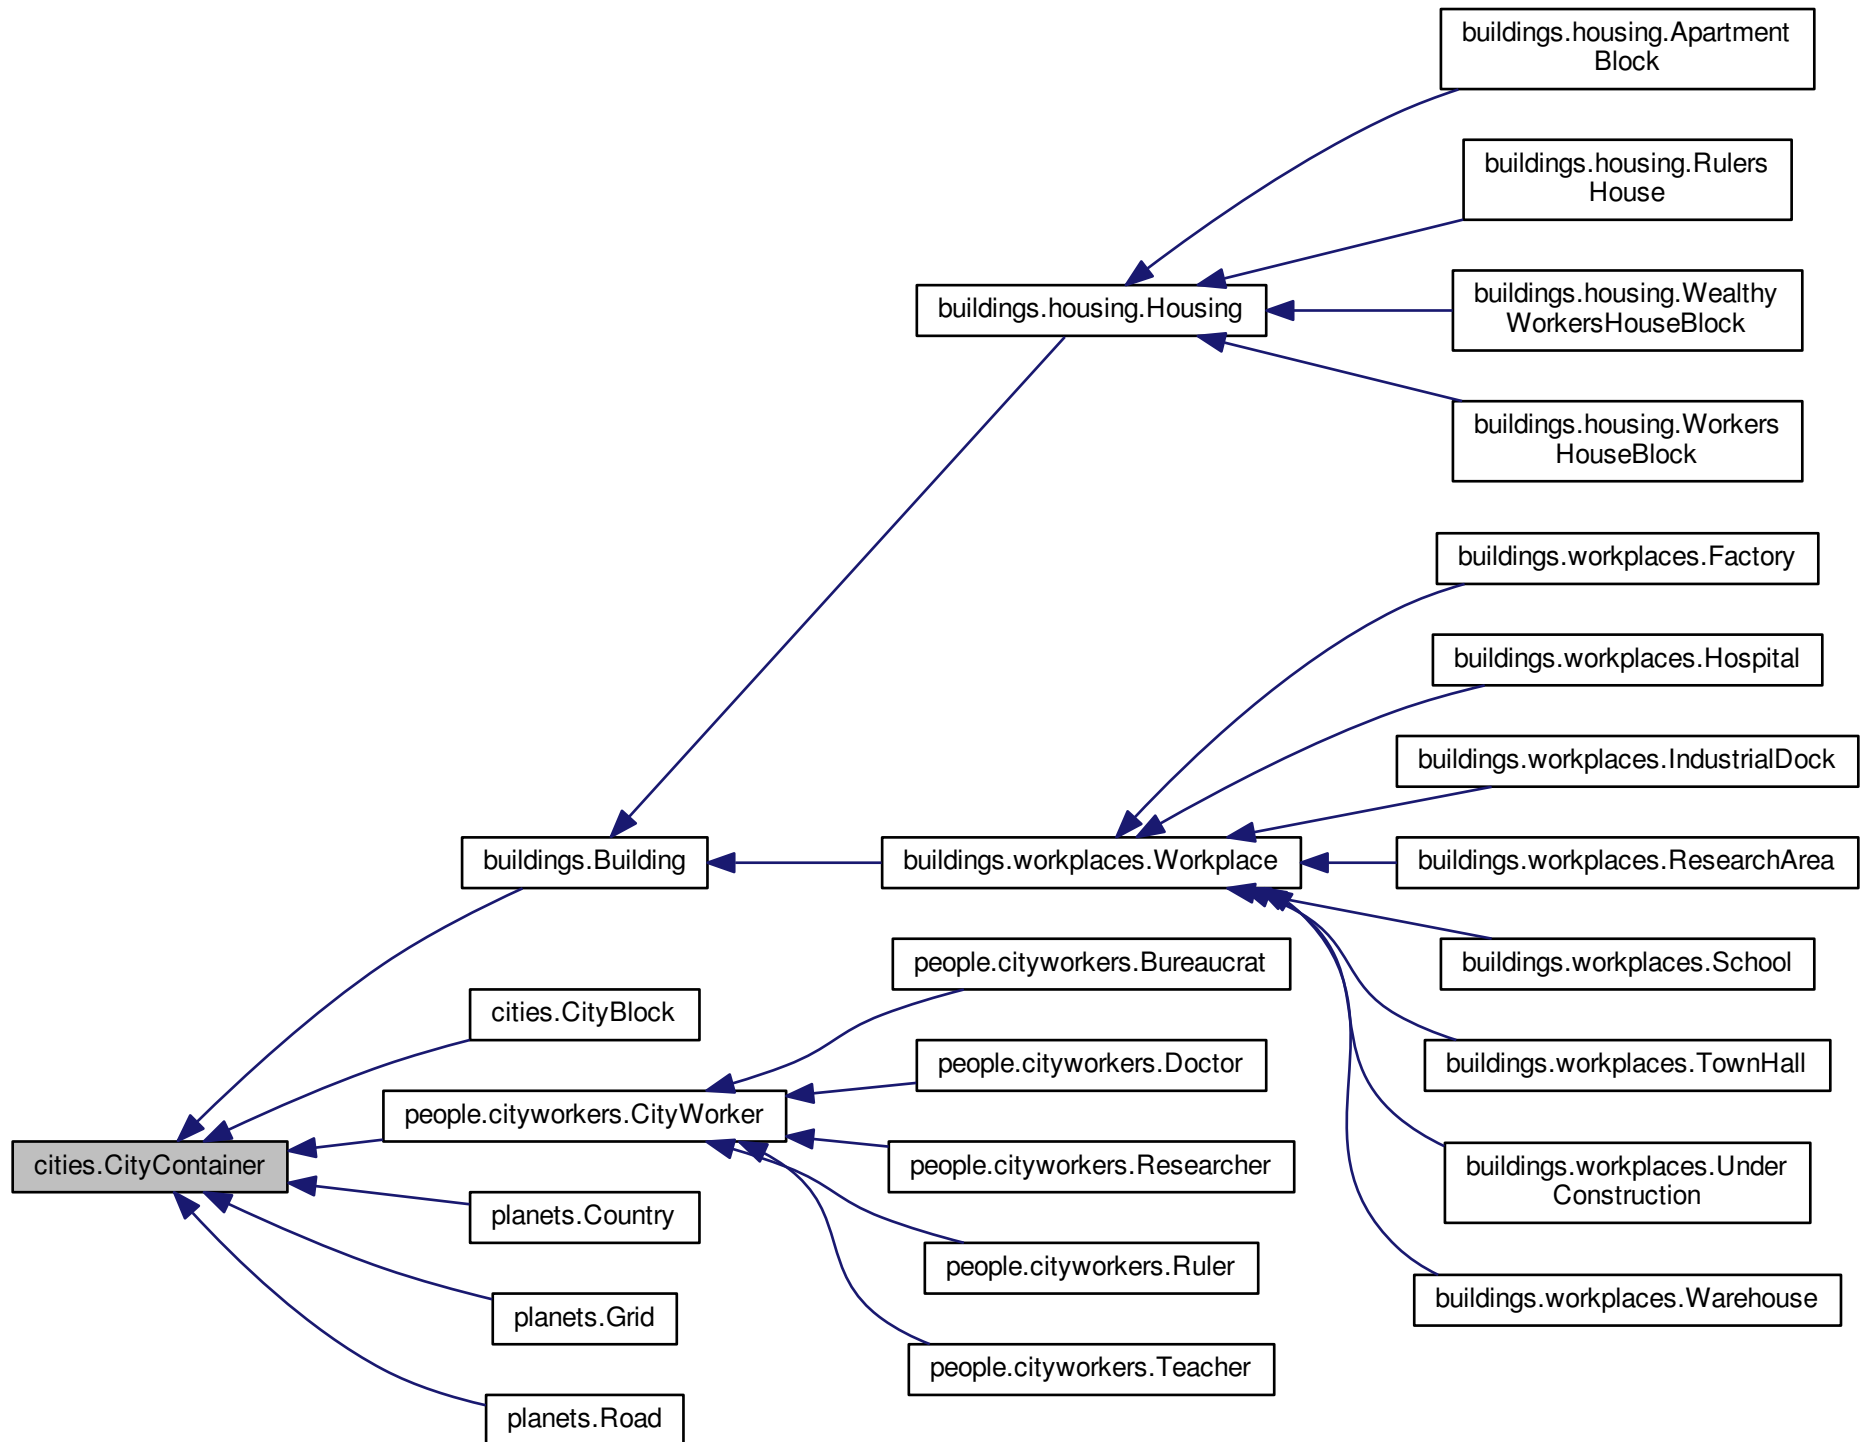 buildings.housing.Apartment
Block
buildings.housing.Rulers
House
buildings.housing.Housing
buildings.housing.Wealthy
WorkersHouseBlock
buildings.housing.Workers
HouseBlock
buildings.workplaces.Factory
buildings.workplaces.Hospital
buildings.workplaces.IndustrialDock
buildings.Building
buildings.workplaces.Workplace
buildings.workplaces.ResearchArea
people.cityworkers.Bureaucrat
buildings.workplaces.School
cities.CityBlock
people.cityworkers.Doctor
buildings.workplaces.TownHall
people.cityworkers.CityWorker
cities.CityContainer
people.cityworkers.Researcher
buildings.workplaces.Under
Construction
planets.Country
people.cityworkers.Ruler
buildings.workplaces.Warehouse
planets.Grid
people.cityworkers.Teacher
planets.Road